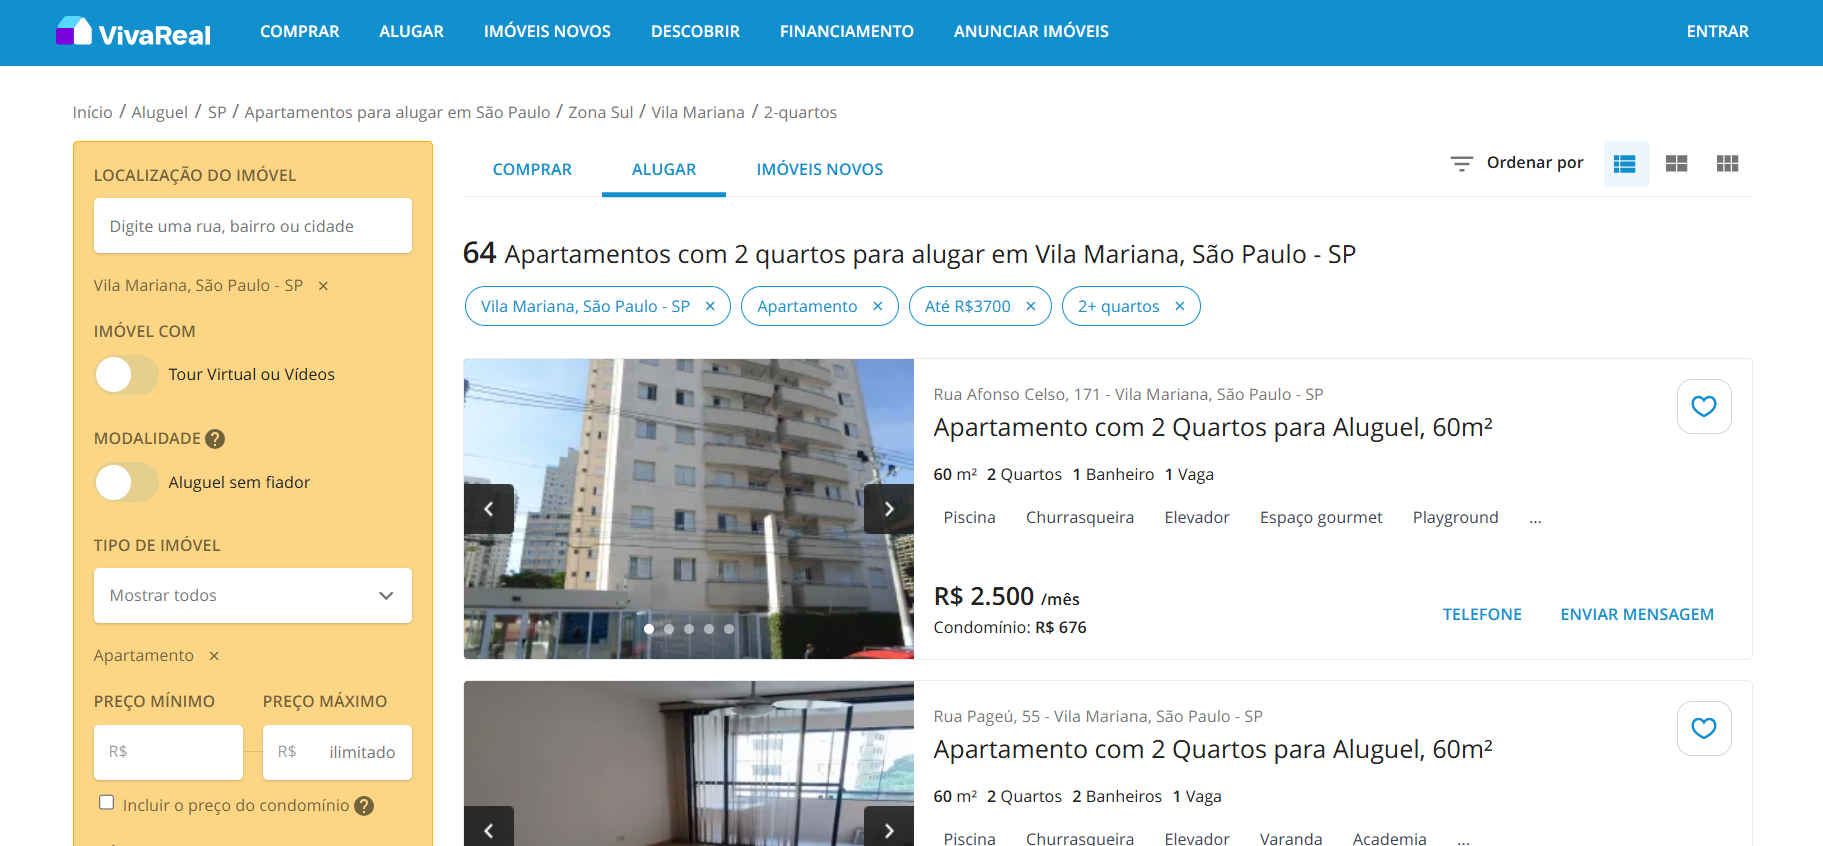 VivaReal COMPRAR ALUGAR IMÓVEIS NOVOS DESCOBRIR FINANCIAMENTO ANUNCIAR IMÓVEIS ENTRAR
Início / Aluguel / SP / Apartamentos para alugar em São Paulo / Zona Sul / Vila Mariana / 2-quartos
LOCALIZAÇÃO DO IMÓVEL
Digite uma rua, bairro ou cidade
Vila Mariana, São Paulo - SP ×
IMÓVEL COM
Tour Virtual ou Vídeos
MODALIDADE ?
Aluguel sem fiador
TIPO DE IMÓVEL
Mostrar todos
Apartamento ×
PREÇO MÍNIMO PREÇO MÁXIMO
R$ R$ ilimitado
Incluir o preço do condomínio ?
COMPRAR ALUGAR IMÓVEIS NOVOS Ordenar por
64 Apartamentos com 2 quartos para alugar em Vila Mariana, São Paulo - SP
Vila Mariana, São Paulo - SP × Apartamento × Até R$3700 × 2+ quartos ×
Rua Afonso Celso, 171 - Vila Mariana, São Paulo - SP
Apartamento com 2 Quartos para Aluguel, 60m²
60 m² 2 Quartos 1 Banheiro 1 Vaga
Piscina Churrasqueira Elevador Espaço gourmet Playground ...
R$ 2.500 /mês
Condomínio: R$ 676
TELEFONE ENVIAR MENSAGEM
Rua Pageú, 55 - Vila Mariana, São Paulo - SP
Apartamento com 2 Quartos para Aluguel, 60m²
60 m² 2 Quartos 2 Banheiros 1 Vaga
Piscina Churrasqueira Elevador Varanda Academia ...